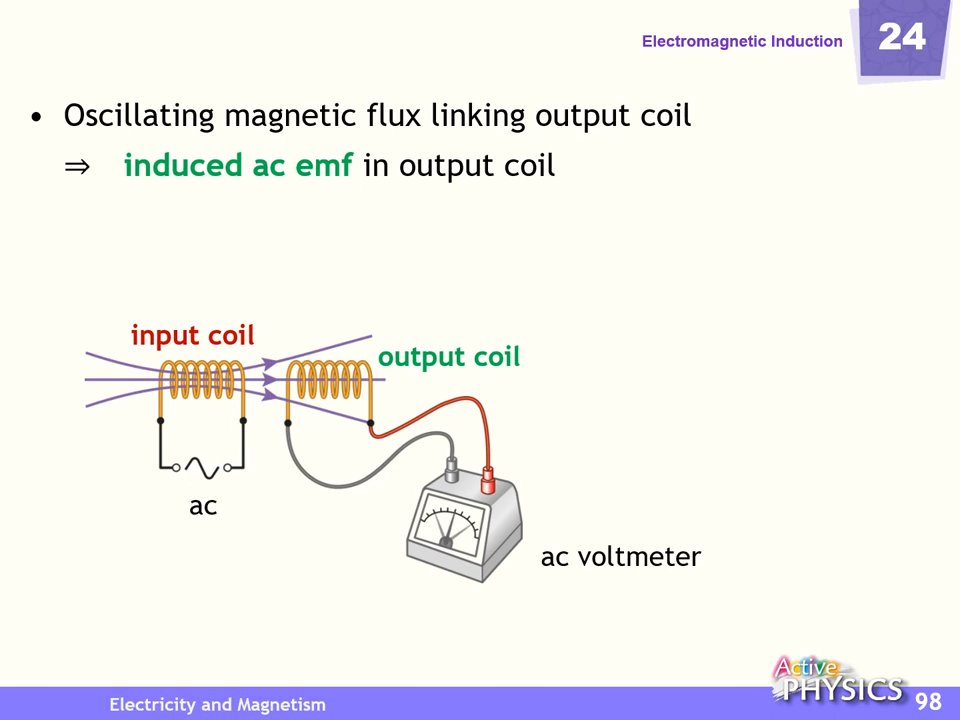 Electromagnetic Induction
24
• Oscillating magnetic flux linking output coil
⇒ induced ac emf in output coil
input coil
output coil
ac
ac voltmeter
Electricity and Magnetism
Active
PHYSICS
98